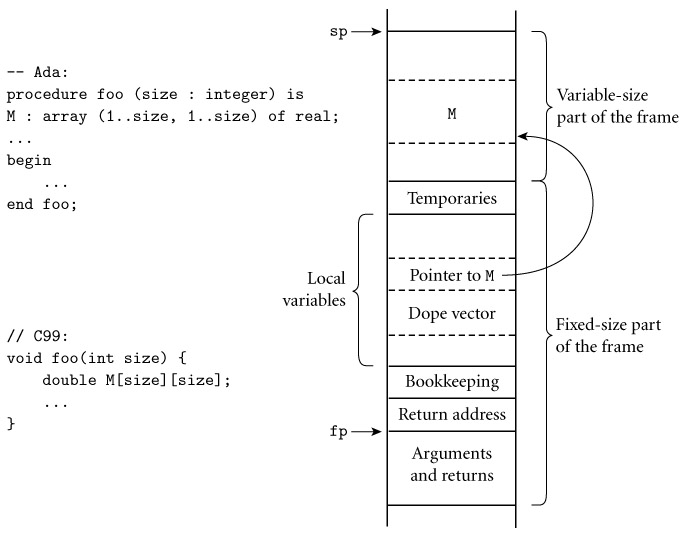 -- Ada:
procedure foo (size : integer) is
M : array (1..size, 1..size) of real;
...
begin
    ...
end foo;
// C99:
void foo(int size) {
    double M[size][size];
    ...
}
sp
M
Variable-size
part of the frame
Temporaries
Local
variables
Pointer to M
Dope vector
Fixed-size part
of the frame
Bookkeeping
Return address
fp
Arguments
and returns